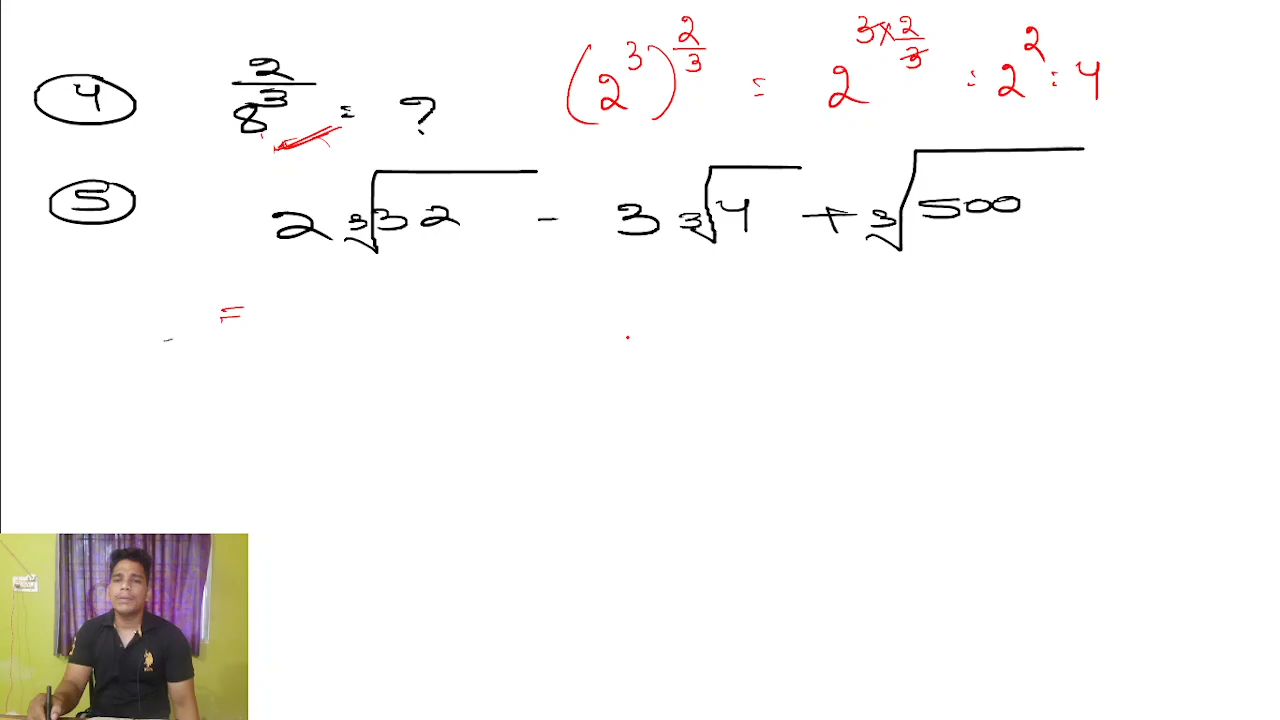 4 2/8^3 = ? (2^3)^(2/3) = 2^(3×2/3) = 2^2 = 4
5 2 ∛32 - 3 ∛4 + ∛500
=